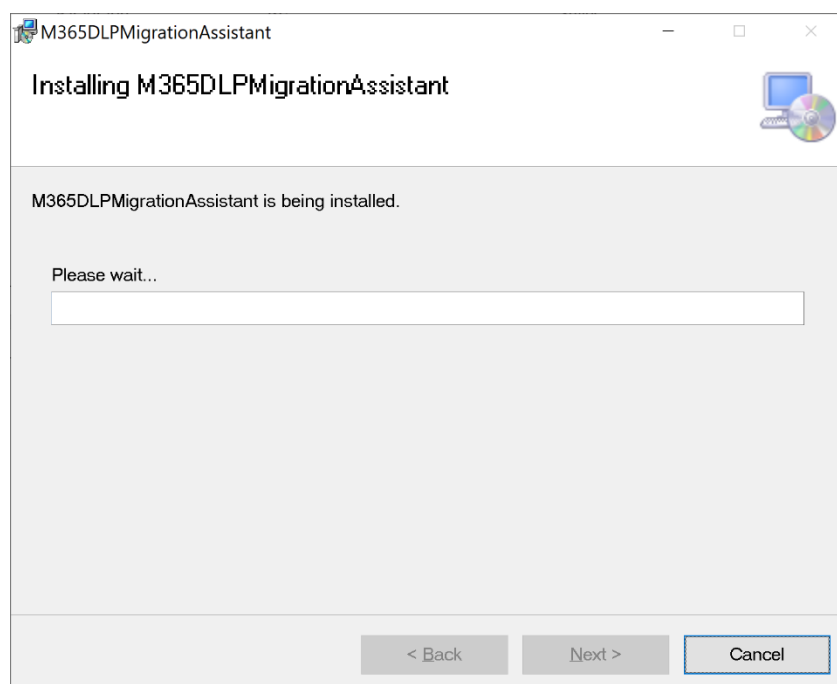 M365DLPMigrationAssistant
Installing M365DLPMigrationAssistant
M365DLPMigrationAssistant is being installed.
Please wait...
< Back
Next >
Cancel